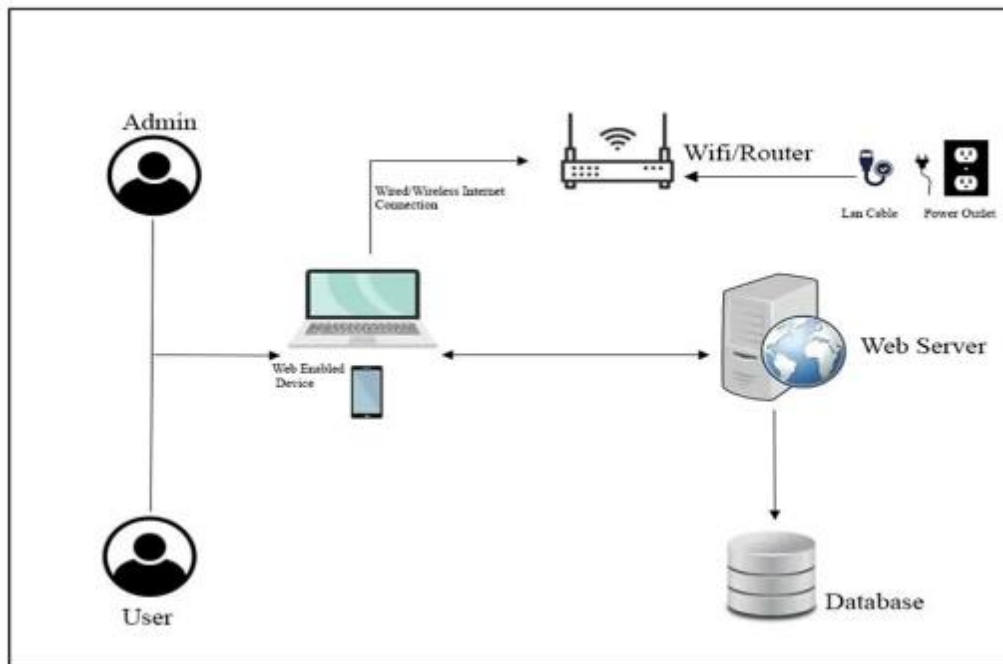 Admin
Wifi/Router
Wired/Wireless Internet
Connection
Lan Cable
Power Outlet
Web Server
Web Enabled
Device
Database
User